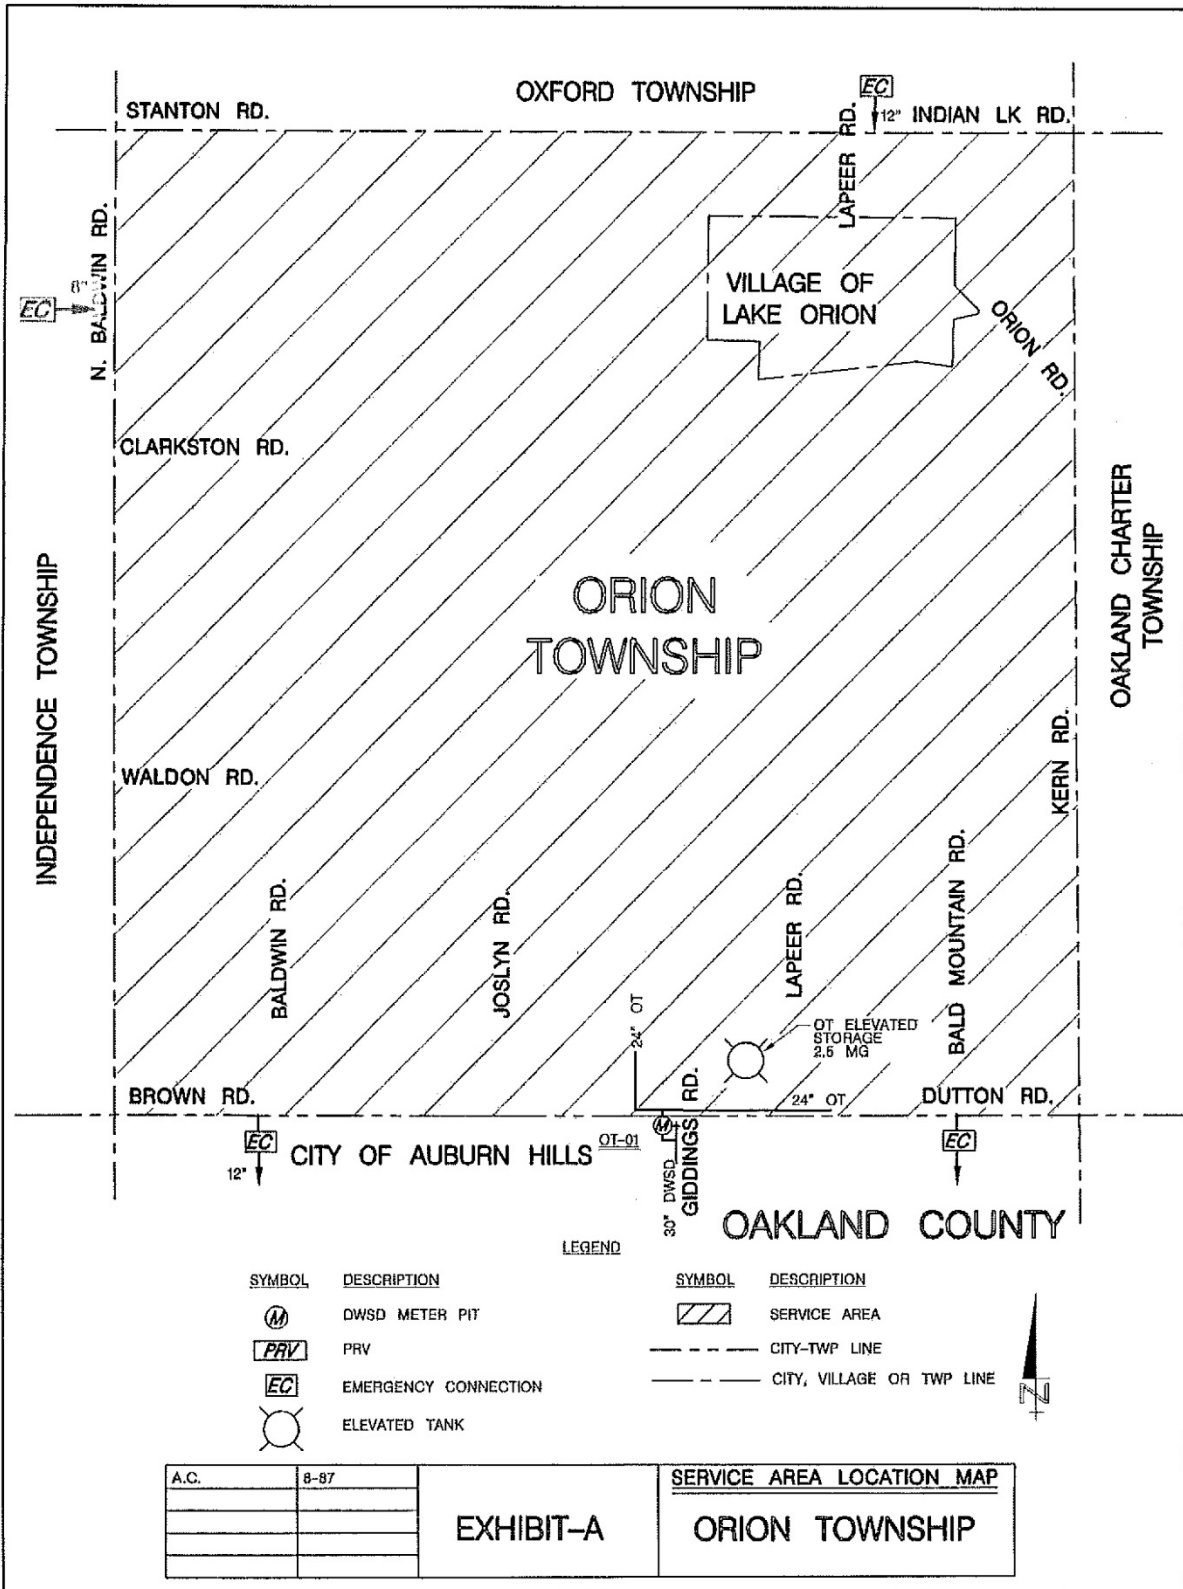 OXFORD TOWNSHIP
EC
STANTON RD.
LAPEER RD.
12"
INDIAN LK RD.
N. BALDWIN RD.
EC
8"
VILLAGE OF
LAKE ORION
ORION RD.
CLARKSTON RD.
OAKLAND CHARTER
TOWNSHIP
INDEPENDENCE TOWNSHIP
ORION
TOWNSHIP
WALDON RD.
KERN RD.
BALDWIN RD.
JOSLYN RD.
LAPEER RD.
BALD MOUNTAIN RD.
24" OT
OT ELEVATED
STORAGE
2.5 MG
BROWN RD.
GIDDINGS RD.
24" OT
DUTTON RD.
EC
12"
CITY OF AUBURN HILLS
OT-01
M
30" DWSD
EC
OAKLAND COUNTY
LEGEND
SYMBOL DESCRIPTION
M DWSD METER PIT
PRV PRV
EC EMERGENCY CONNECTION
ELEVATED TANK
SYMBOL DESCRIPTION
SERVICE AREA
CITY-TWP LINE
CITY, VILLAGE OR TWP LINE
N
A.C. 8-87
EXHIBIT-A
SERVICE AREA LOCATION MAP
ORION TOWNSHIP